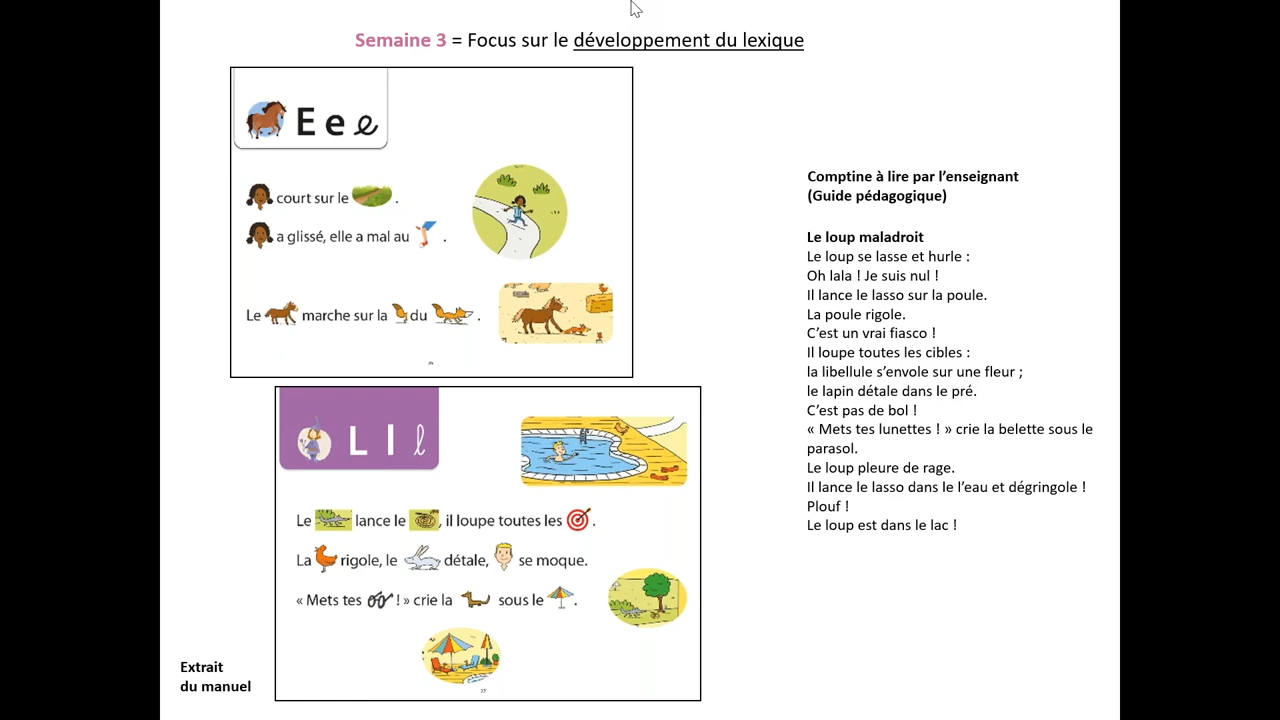 Semaine 3 = Focus sur le développement du lexique
E e e
court sur le .
a glissé, elle a mal au .
Le marche sur la du .
L l l
Le lance le , il loupe toutes les .
La rigole, le détale, se moque.
« Mets tes ! » crie la sous le .
Extrait
du manuel
Comptine à lire par l’enseignant
(Guide pédagogique)
Le loup maladroit
Le loup se lasse et hurle :
Oh lala ! Je suis nul !
Il lance le lasso sur la poule.
La poule rigole.
C’est un vrai fiasco !
Il loupe toutes les cibles :
la libellule s’envole sur une fleur ;
le lapin détale dans le pré.
C’est pas de bol !
« Mets tes lunettes ! » crie la belette sous le
parasol.
Le loup pleure de rage.
Il lance le lasso dans le l’eau et dégringole !
Plouf !
Le loup est dans le lac !